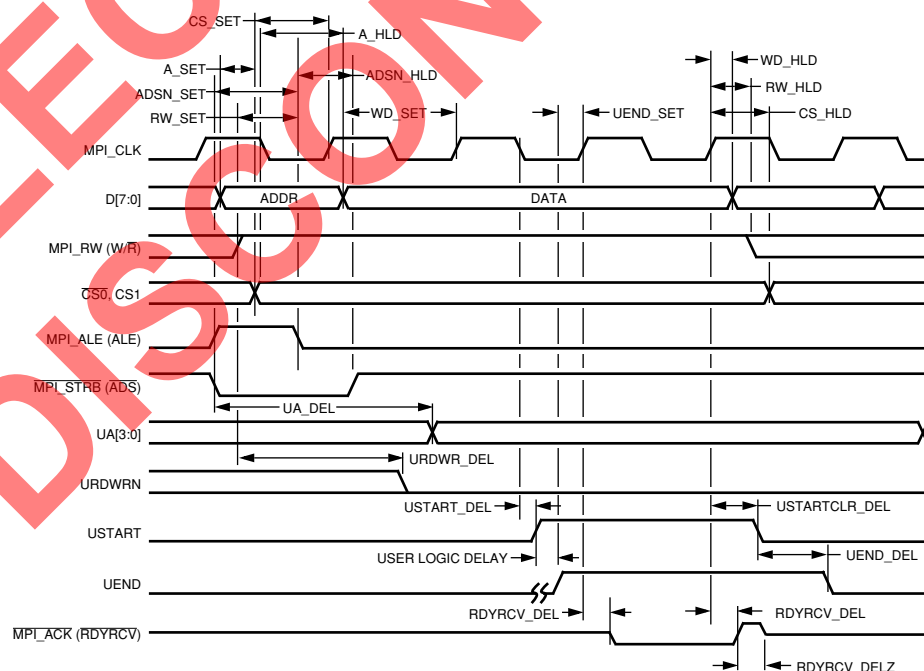 CS_SET
A_HLD
A_SET
WD_HLD
ADSN_HLD
ADSN_SET
RW_HLD
RW_SET
WD_SET
UEND_SET
CS_HLD
MPI_CLK
D[7:0]
ADDR
DATA
MPI_RW (W/R)
CS0, CS1
MPI_ALE (ALE)
MPI_STRB (ADS)
UA_DEL
UA[3:0]
URDWR_DEL
URDWRN
USTART_DEL
USTARTCLR_DEL
USTART
USER LOGIC DELAY
UEND_DEL
UEND
RDYRCV_DEL
RDYRCV_DEL
MPI_ACK (RDYRCV)
RDYRCV_DELZ